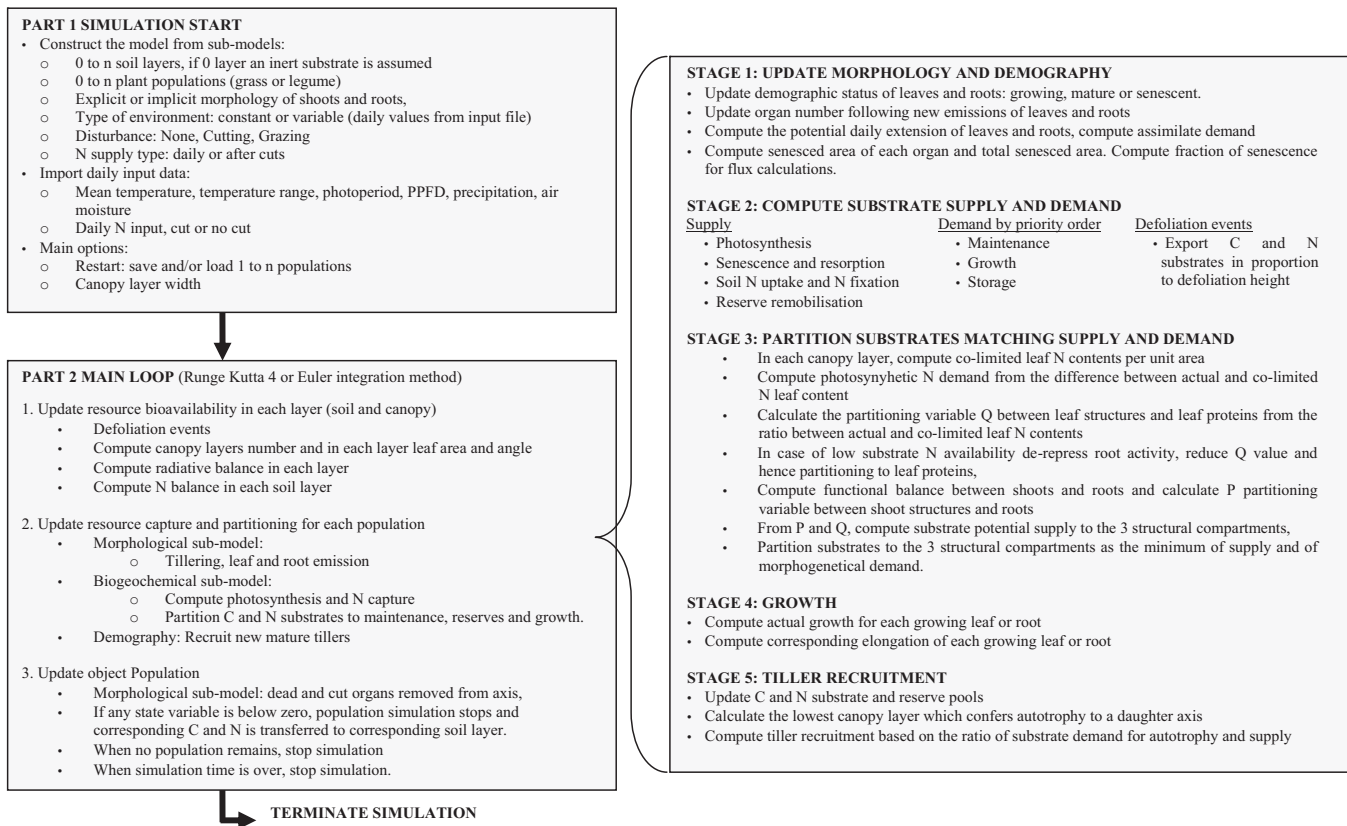 PART 1 SIMULATION START
• Construct the model from sub-models:
o 0 to n soil layers, if 0 layer an inert substrate is assumed
o 0 to n plant populations (grass or legume)
o Explicit or implicit morphology of shoots and roots,
o Type of environment: constant or variable (daily values from input file)
o Disturbance: None, Cutting, Grazing
o N supply type: daily or after cuts
• Import daily input data:
o Mean temperature, temperature range, photoperiod, PPFD, precipitation, air
moisture
o Daily N input, cut or no cut
• Main options:
o Restart: save and/or load 1 to n populations
o Canopy layer width
PART 2 MAIN LOOP (Runge Kutta 4 or Euler integration method)
1. Update resource bioavailability in each layer (soil and canopy)
• Defoliation events
• Compute canopy layers number and in each layer leaf area and angle
• Compute radiative balance in each layer
• Compute N balance in each soil layer
2. Update resource capture and partitioning for each population
• Morphological sub-model:
o Tillering, leaf and root emission
• Biogeochemical sub-model:
o Compute photosynthesis and N capture
o Partition C and N substrates to maintenance, reserves and growth.
• Demography: Recruit new mature tillers
3. Update object Population
• Morphological sub-model: dead and cut organs removed from axis,
• If any state variable is below zero, population simulation stops and
corresponding C and N is transferred to corresponding soil layer.
• When no population remains, stop simulation
• When simulation time is over, stop simulation.
TERMINATE SIMULATION
STAGE 1: UPDATE MORPHOLOGY AND DEMOGRAPHY
• Update demographic status of leaves and roots: growing, mature or senescent.
• Update organ number following new emissions of leaves and roots
• Compute the potential daily extension of leaves and roots, compute assimilate demand
• Compute senesced area of each organ and total senesced area. Compute fraction of senescence
for flux calculations.
STAGE 2: COMPUTE SUBSTRATE SUPPLY AND DEMAND
Supply
• Photosynthesis
• Senescence and resorption
• Soil N uptake and N fixation
• Reserve remobilisation
Demand by priority order
• Maintenance
• Growth
• Storage
Defoliation events
• Export C and N
substrates in proportion
to defoliation height
STAGE 3: PARTITION SUBSTRATES MATCHING SUPPLY AND DEMAND
• In each canopy layer, compute co-limited leaf N contents per unit area
• Compute photosynyhetic N demand from the difference between actual and co-limited
N leaf content
• Calculate the partitioning variable Q between leaf structures and leaf proteins from the
ratio between actual and co-limited leaf N contents
• In case of low substrate N availability de-repress root activity, reduce Q value and
hence partitioning to leaf proteins,
• Compute functional balance between shoots and roots and calculate P partitioning
variable between shoot structures and roots
• From P and Q, compute substrate potential supply to the 3 structural compartments,
• Partition substrates to the 3 structural compartments as the minimum of supply and of
morphogenetical demand.
STAGE 4: GROWTH
• Compute actual growth for each growing leaf or root
• Compute corresponding elongation of each growing leaf or root
STAGE 5: TILLER RECRUITMENT
• Update C and N substrate and reserve pools
• Calculate the lowest canopy layer which confers autotrophy to a daughter axis
• Compute tiller recruitment based on the ratio of substrate demand for autotrophy and supply